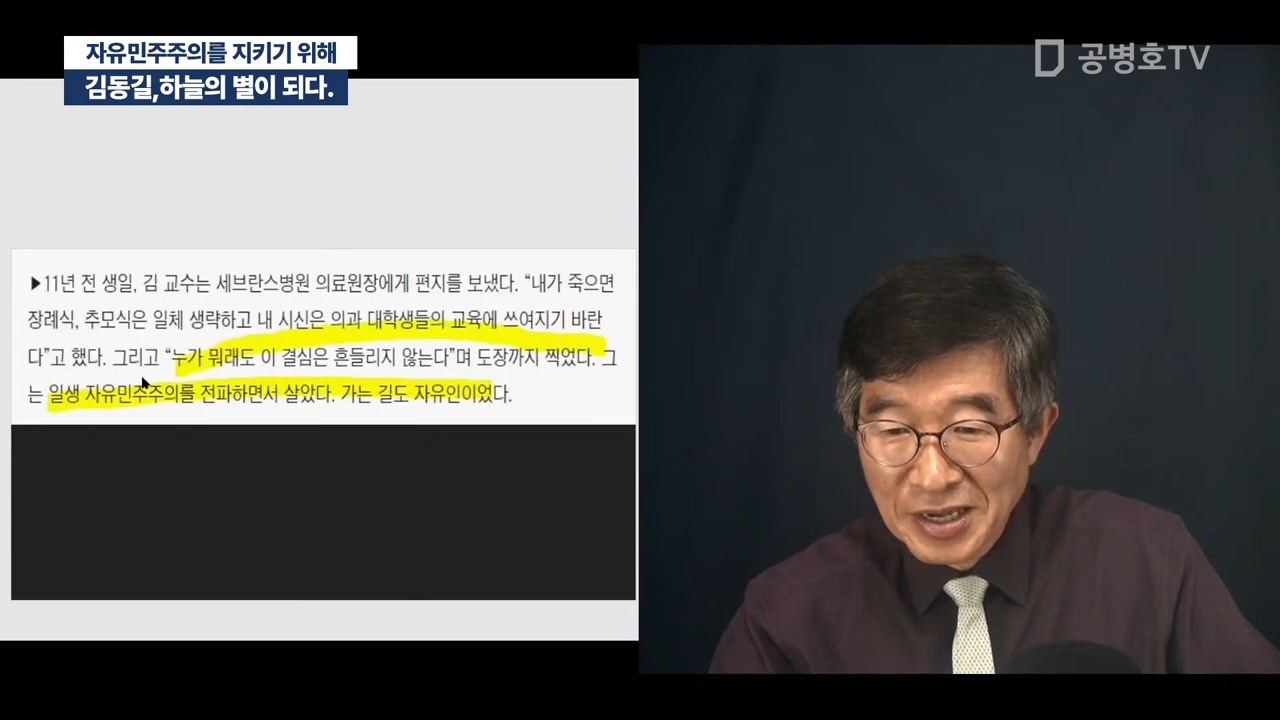 자유민주주의를 지키기 위해
김동길,하늘의 별이 되다.
공병호TV
▶11년 전 생일, 김 교수는 세브란스병원 의료원장에게 편지를 보냈다. “내가 죽으면
장례식, 추모식은 일체 생략하고 내 시신은 의과 대학생들의 교육에 쓰여지기 바란
다”고 했다. 그리고 “누가 뭐래도 이 결심은 흔들리지 않는다”며 도장까지 찍었다. 그
는 일생 자유민주주의를 전파하면서 살았다. 가는 길도 자유인이었다.